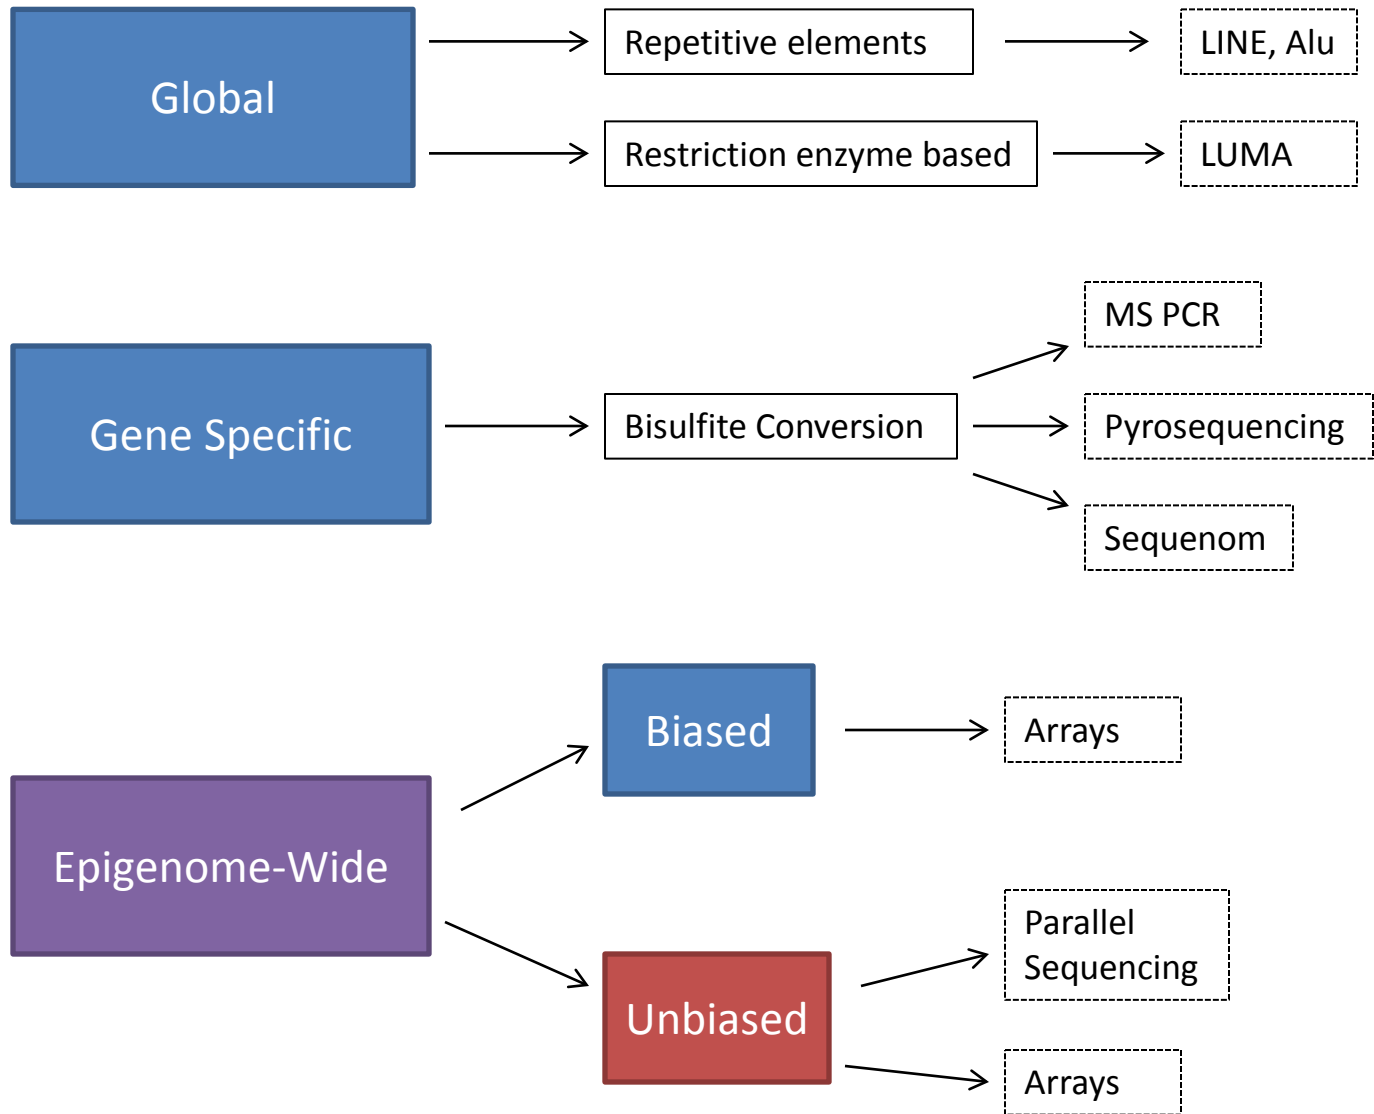 Global
Repetitive elements
LINE, Alu
Restriction enzyme based
LUMA
Gene Specific
Bisulfite Conversion
MS PCR
Pyrosequencing
Sequenom
Epigenome-Wide
Biased
Arrays
Unbiased
Parallel
Sequencing
Arrays